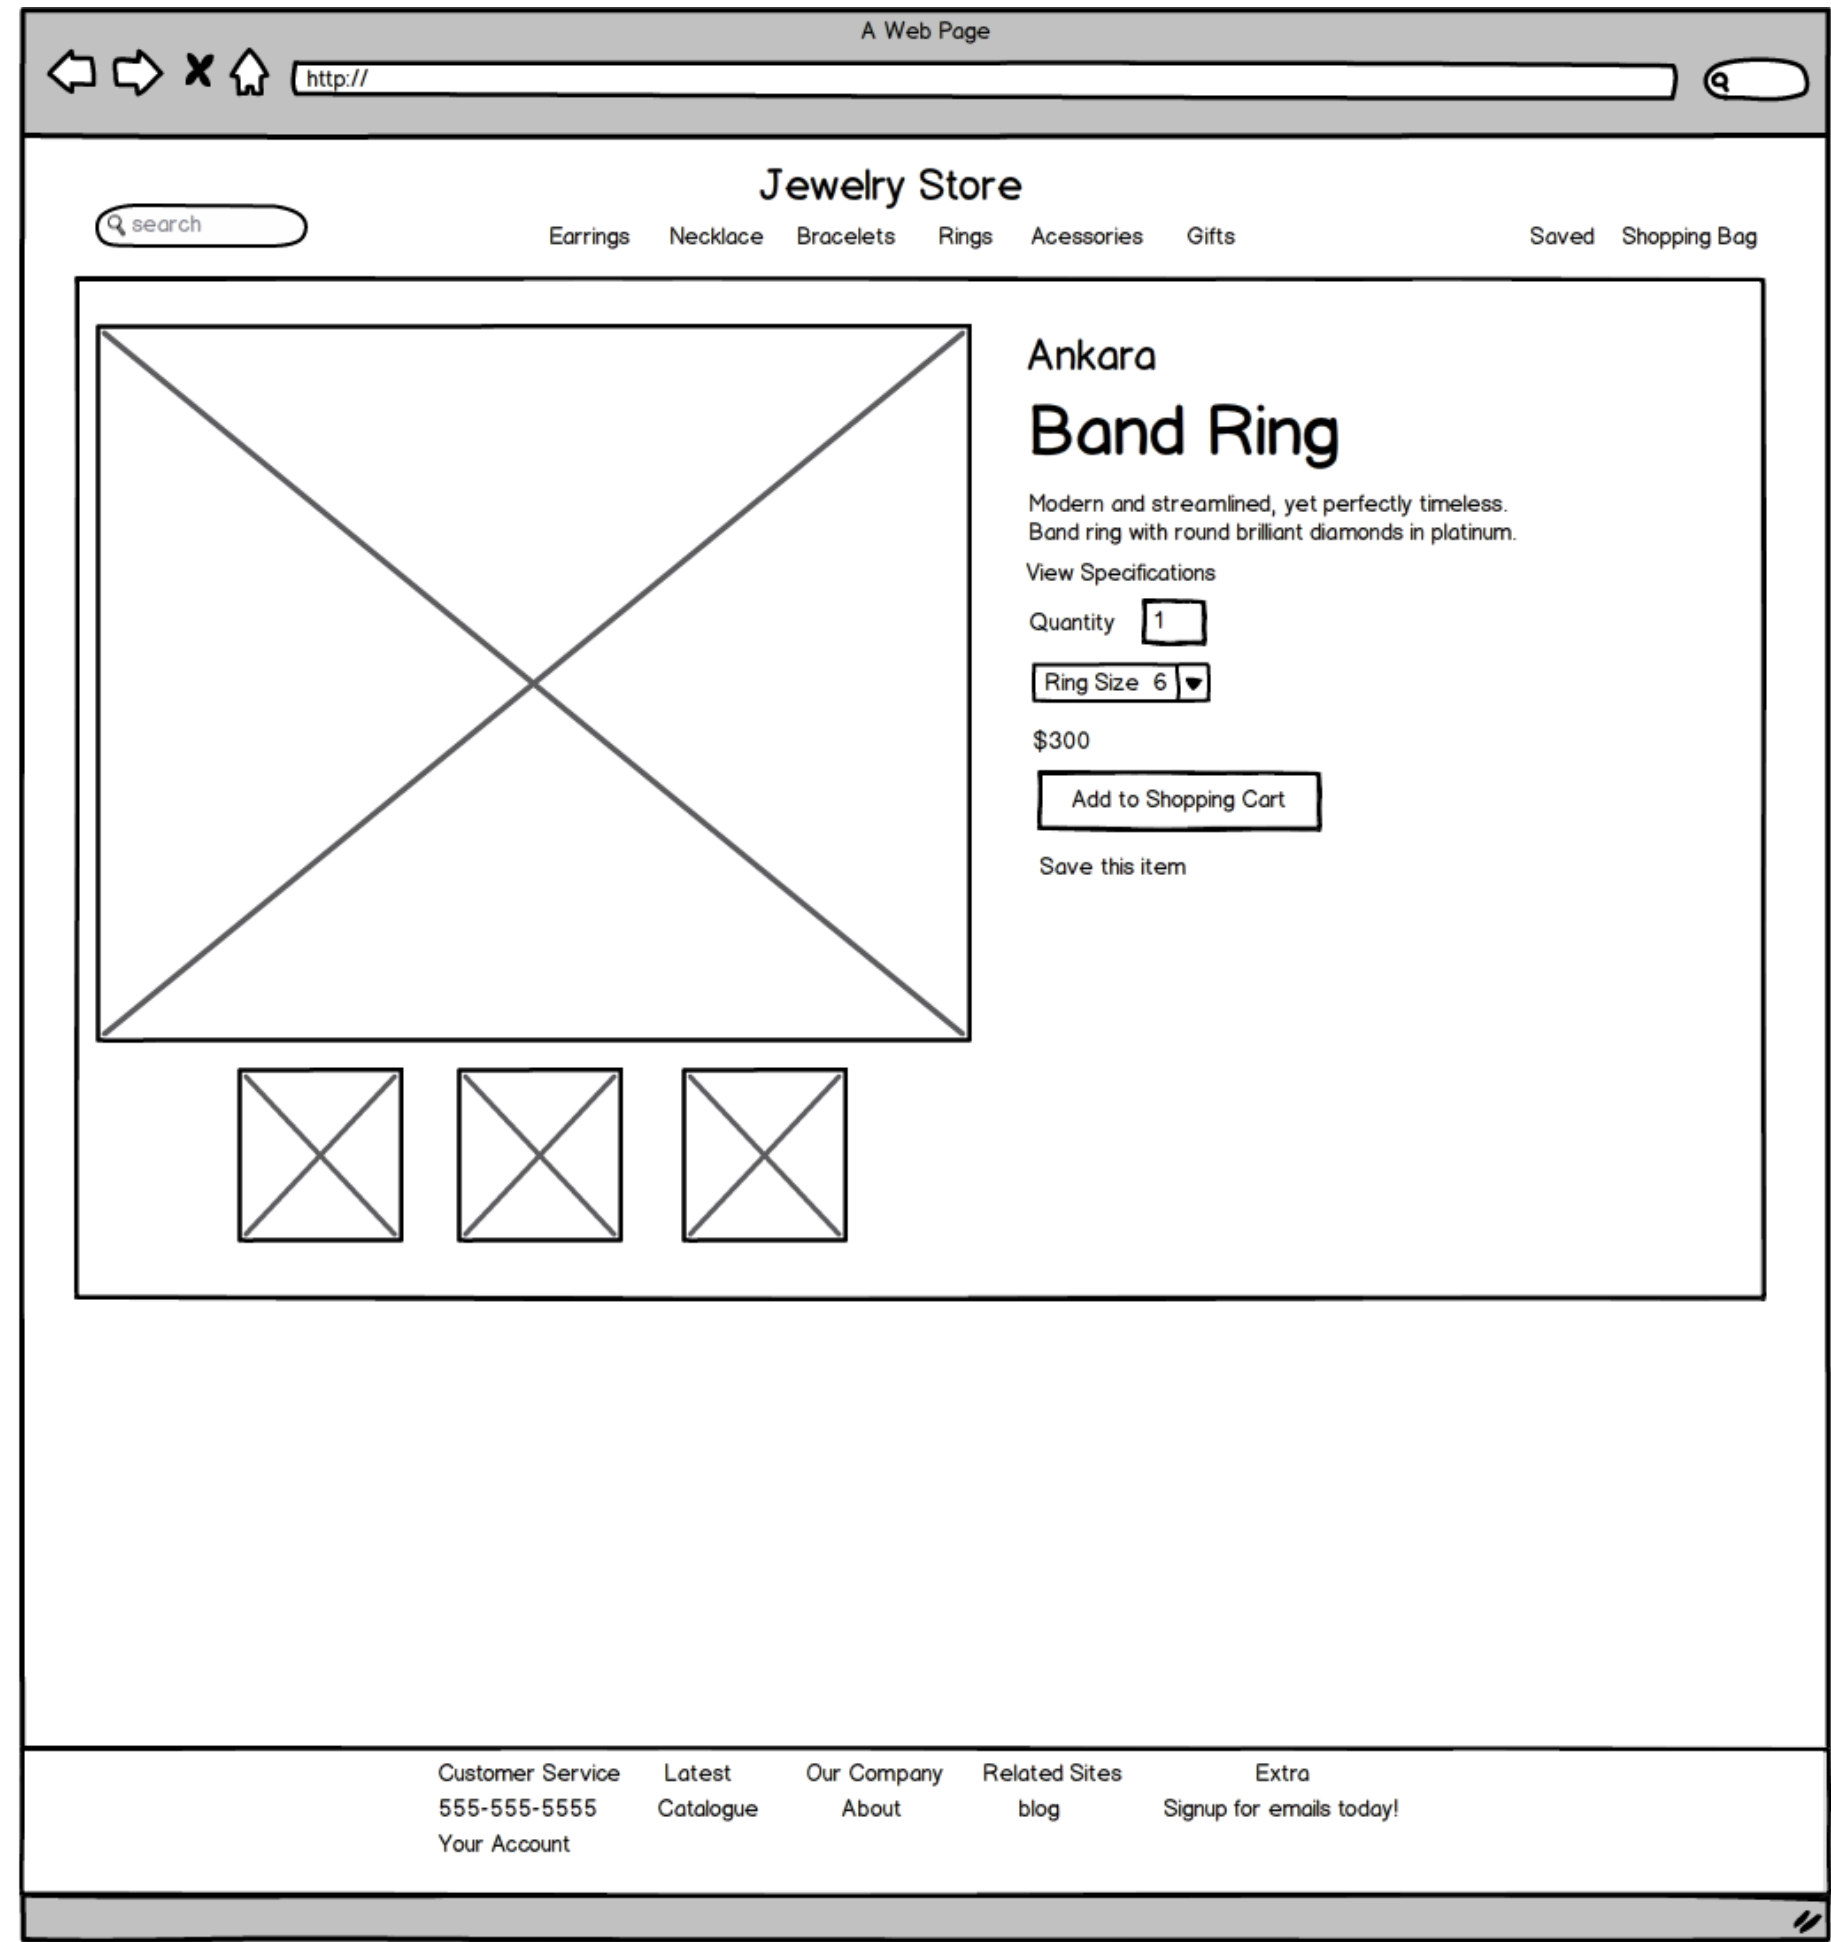 A Web Page
http://
Jewelry Store
search
Earrings Necklace Bracelets Rings Acessories Gifts Saved Shopping Bag
Ankara
Band Ring
Modern and streamlined, yet perfectly timeless.
Band ring with round brilliant diamonds in platinum.
View Specifications
Quantity 1
Ring Size 6
$300
Add to Shopping Cart
Save this item
Customer Service Latest Our Company Related Sites Extra
555-555-5555 Catalogue About blog Signup for emails today!
Your Account